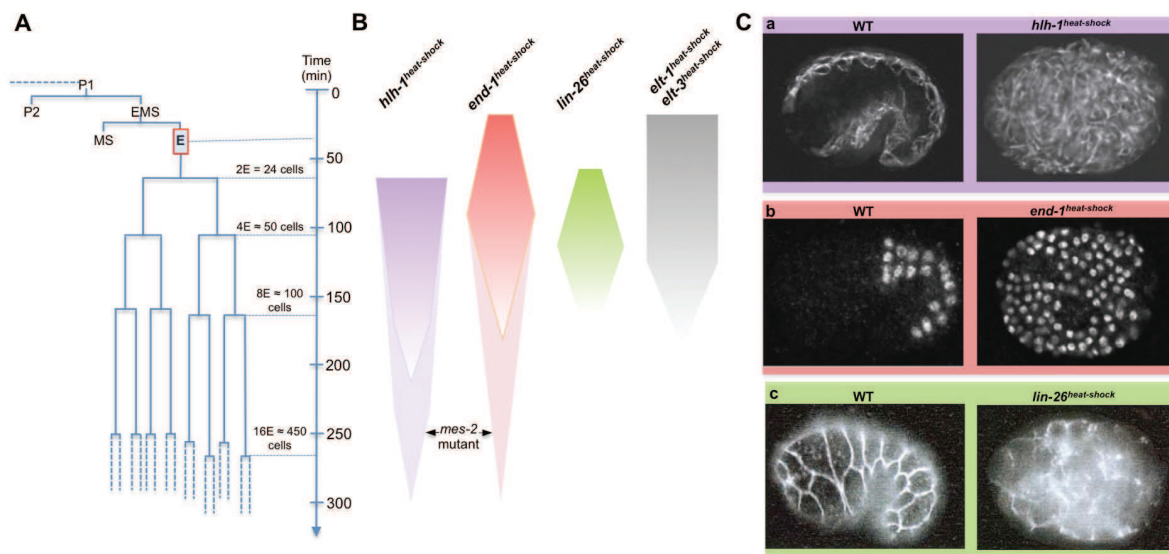 A
Time
(min)
P1
P2
EMS
MS
E
2E = 24 cells
4E ≈ 50 cells
8E ≈ 100
cells
16E ≈ 450
cells
0
50
100
150
200
250
300
B
hlh-1heat-shock
end-1heat-shock
lin-26heat-shock
elt-1heat-shock
elt-3heat-shock
mes-2
mutant
C
a
WT
hlh-1heat-shock
b
WT
end-1heat-shock
c
WT
lin-26heat-shock